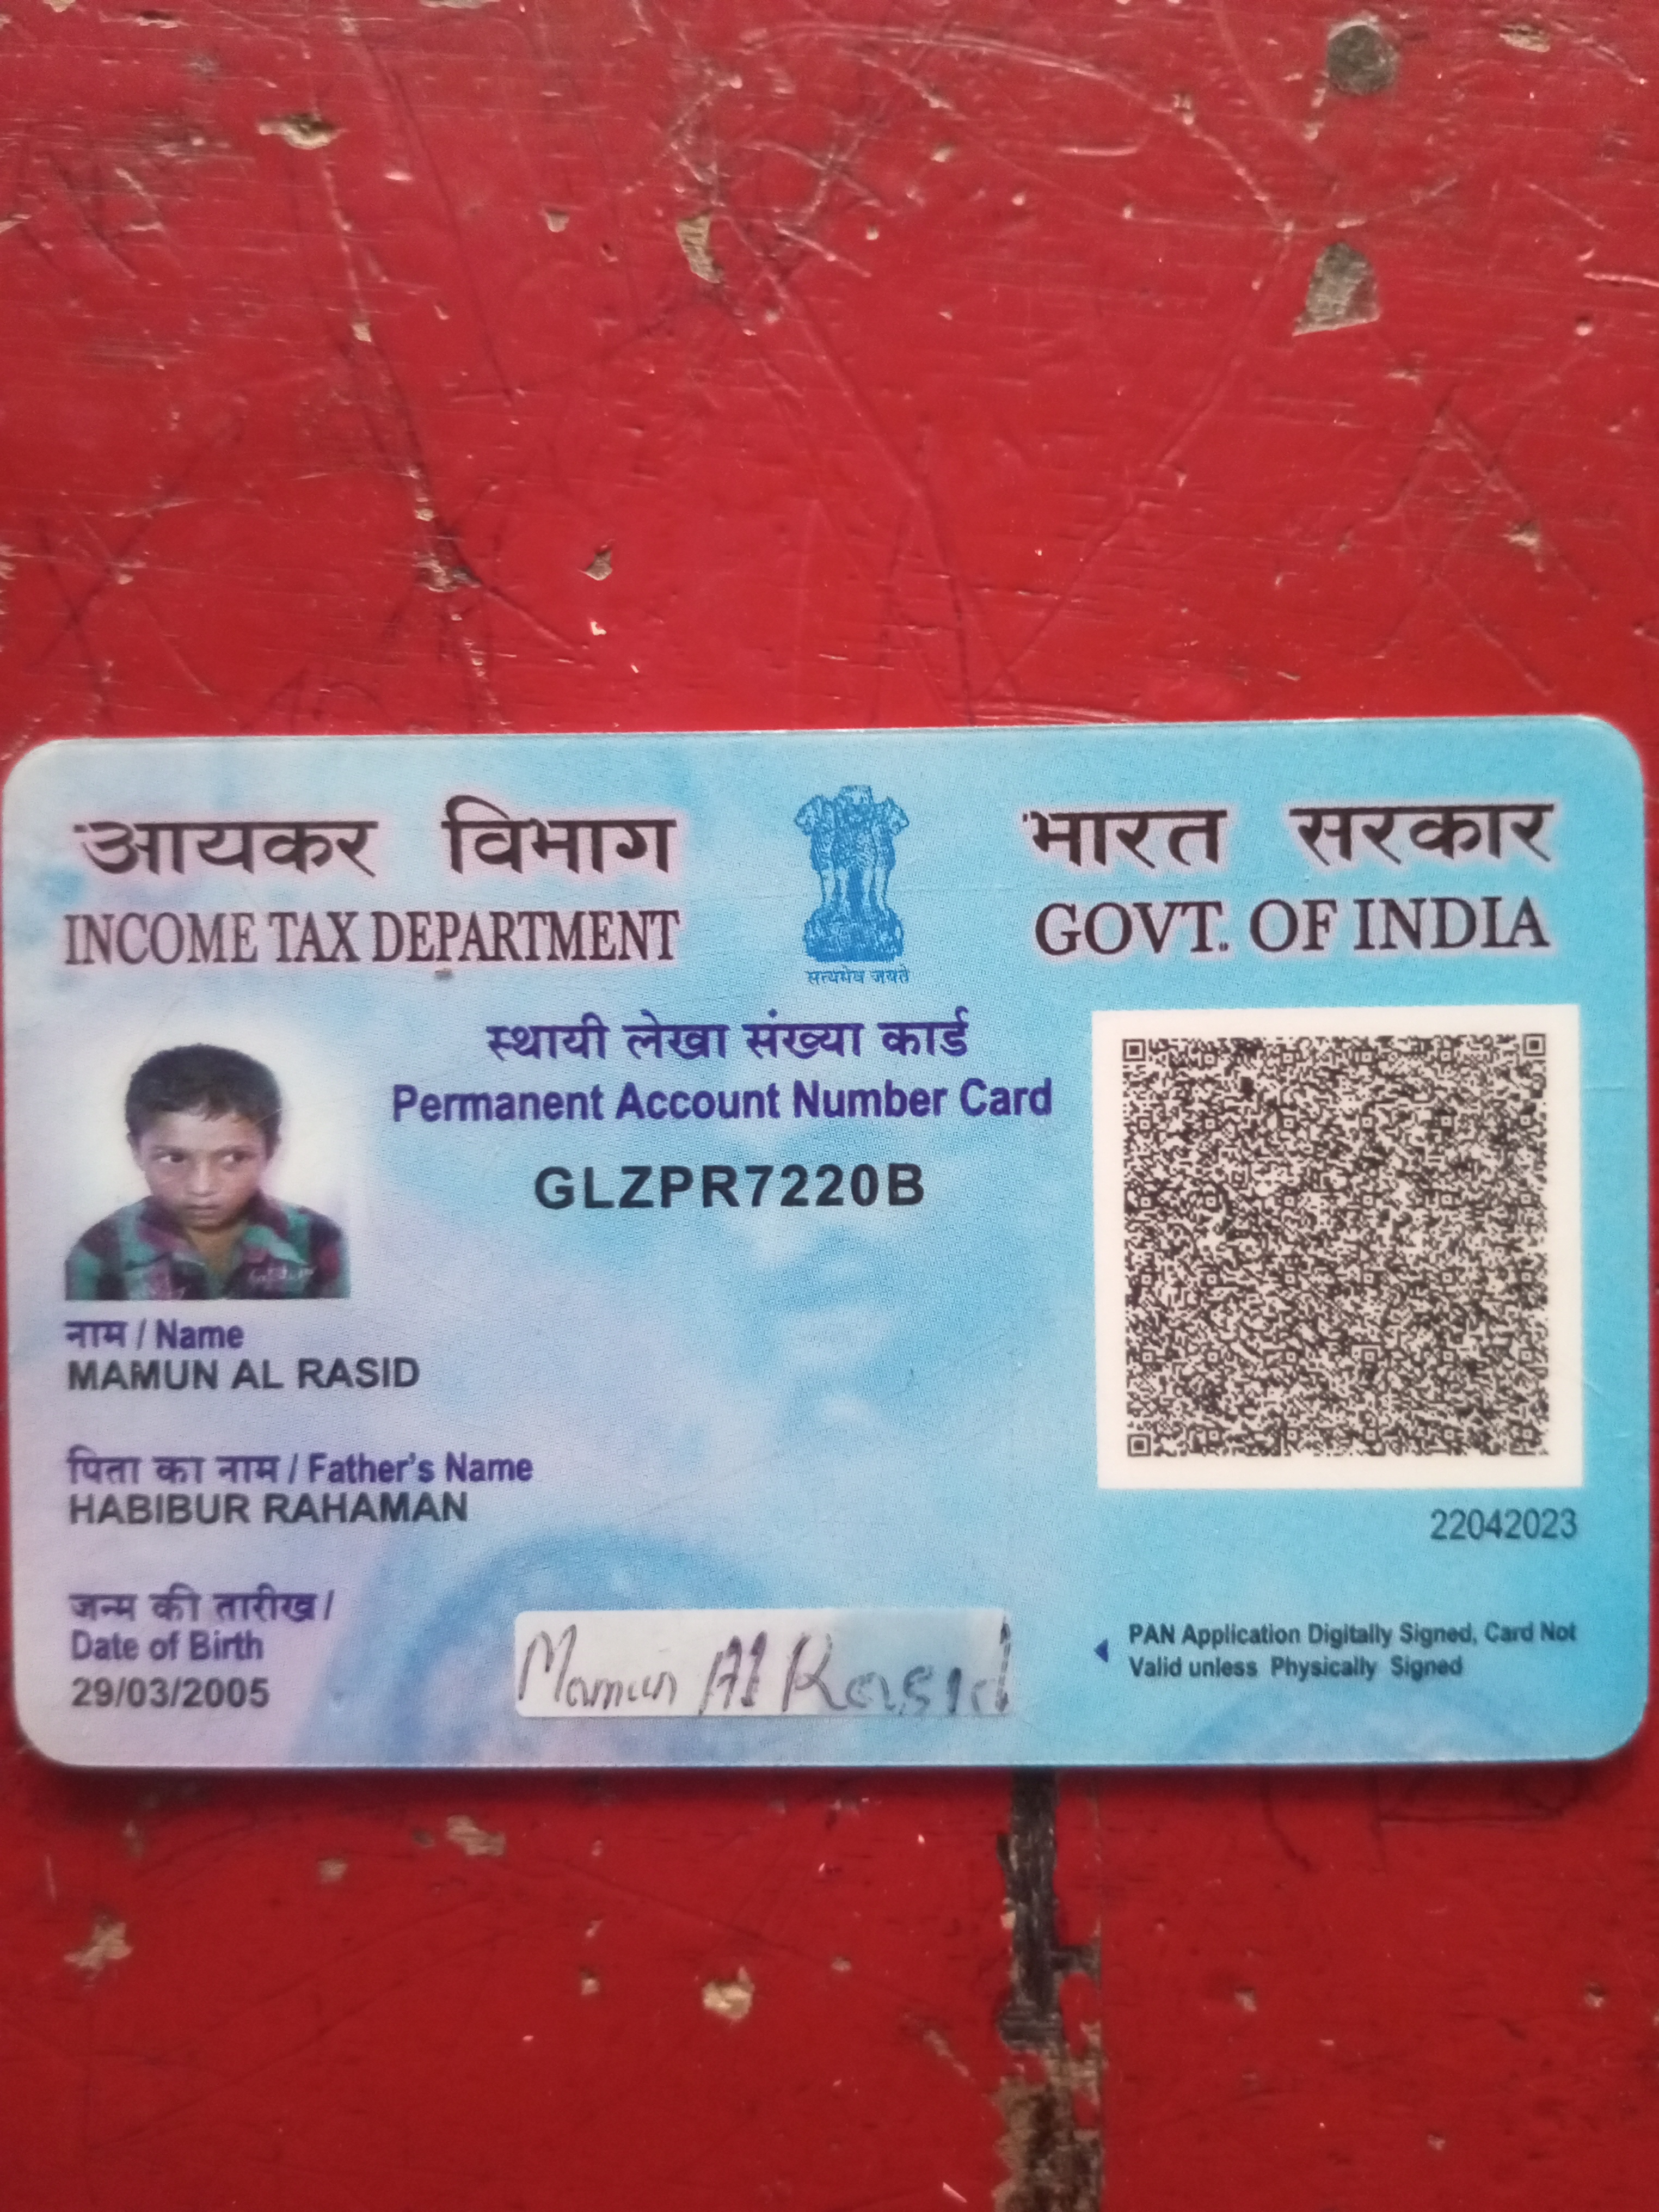 आयकर विभाग
INCOME TAX DEPARTMENT
सत्यमेव जयते
भारत सरकार
GOVT. OF INDIA
स्थायी लेखा संख्या कार्ड
Permanent Account Number Card
GLZPR7220B
नाम / Name
MAMUN AL RASID
पिता का नाम / Father's Name
HABIBUR RAHAMAN
जन्म की तारीख /
Date of Birth
29/03/2005
Mamun Al Rasid
22042023
PAN Application Digitally Signed, Card Not
Valid unless Physically Signed